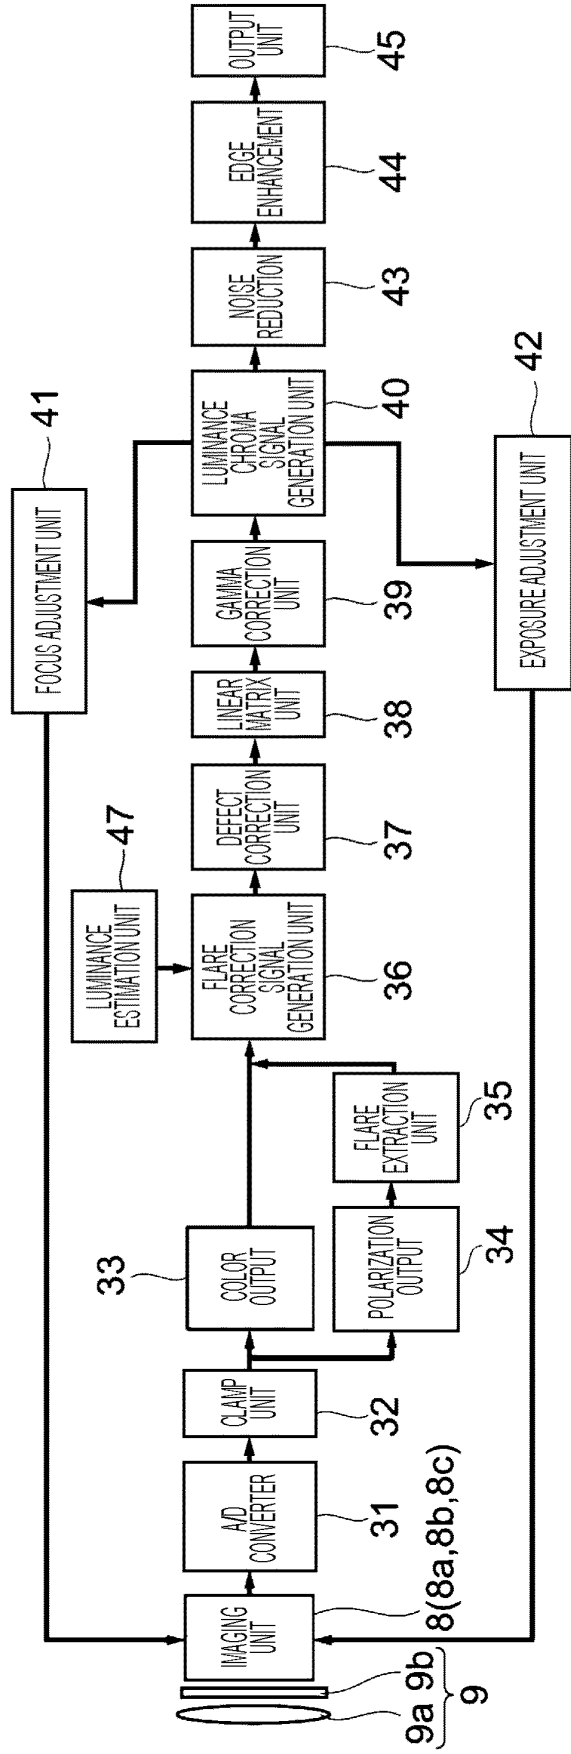 FOCUS ADJUSTMENT UNIT
41
LUMINANCE
ESTIMATION UNIT
47
9a 9b
9
IMAGING
UNIT
8(8a,8b,8c)
A/D
CONVERTER
31
CLAMP
UNIT
32
COLOR
OUTPUT
33
POLARIZATION
OUTPUT
34
FLARE
EXTRACTION
UNIT
35
FLARE
CORRECTION
SIGNAL
GENERATION UNIT
36
DEFECT
CORRECTION
UNIT
37
LINEAR
MATRIX
UNIT
38
GAMMA
CORRECTION
UNIT
39
LUMINANCE
CHROMA
SIGNAL
GENERATION UNIT
40
NOISE
REDUCTION
43
EDGE
ENHANCEMENT
44
OUTPUT
UNIT
45
EXPOSURE ADJUSTMENT UNIT
42